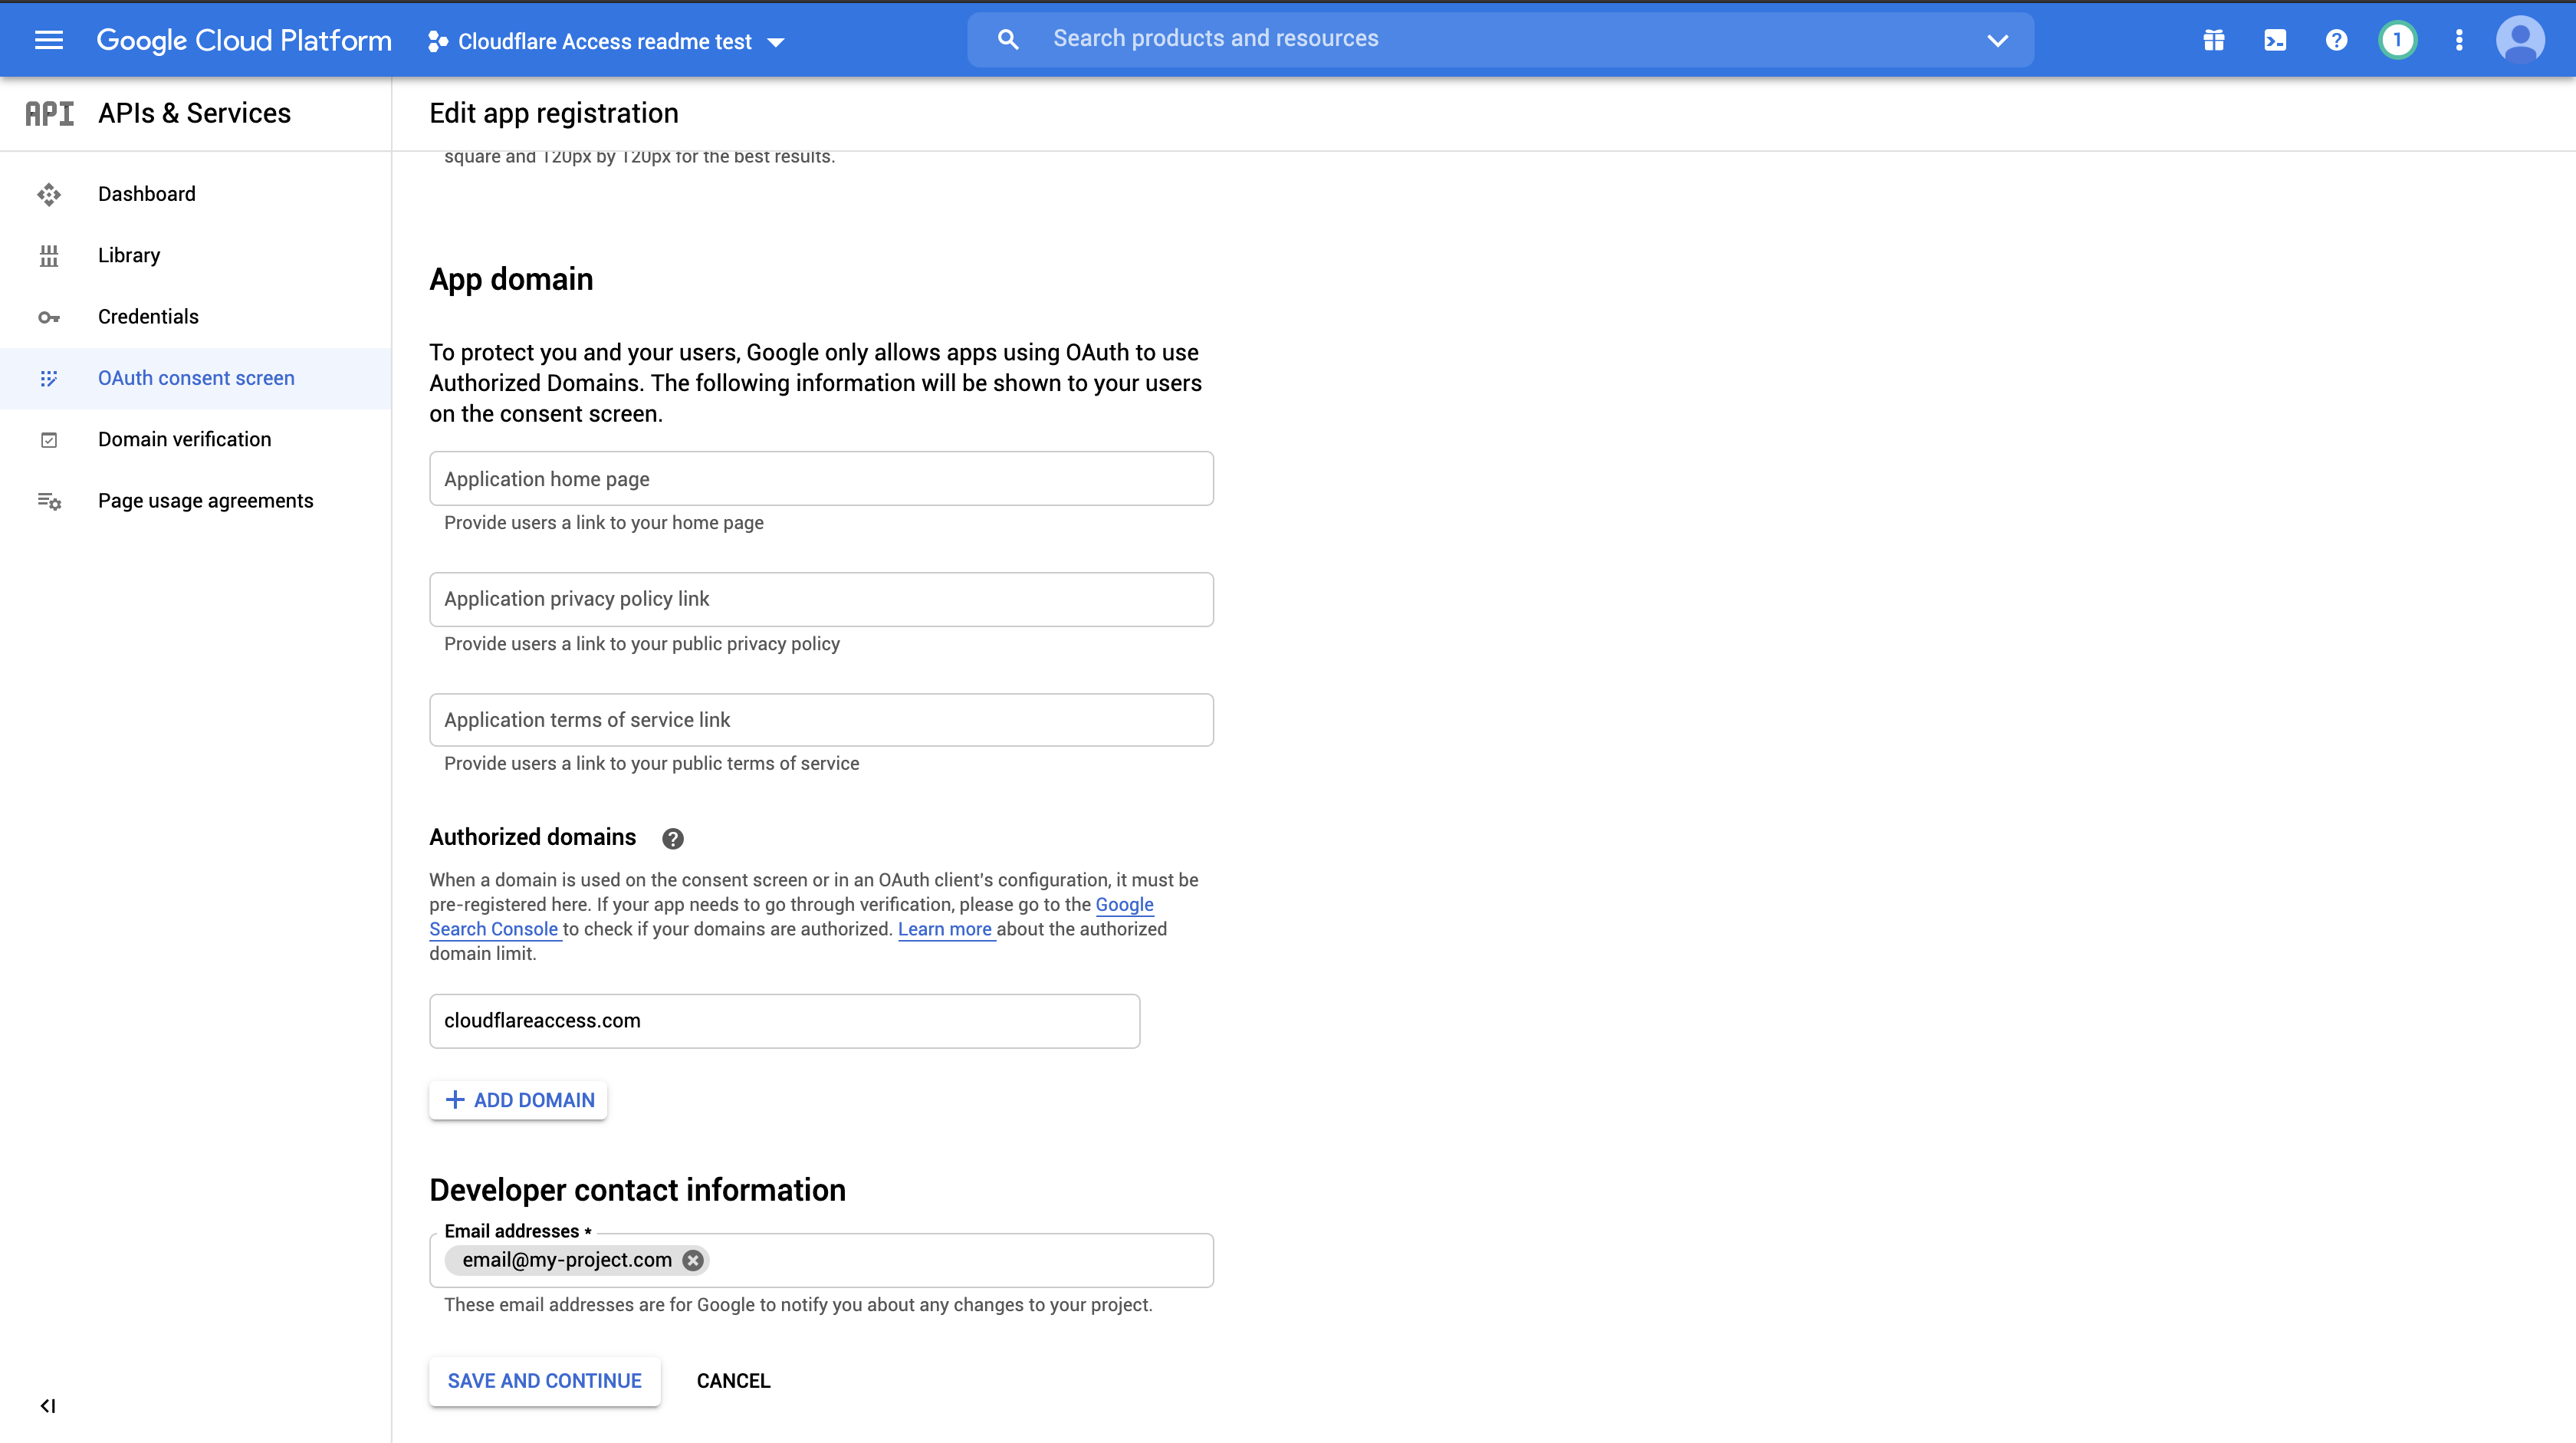 Google Cloud Platform
Cloudflare Access readme test
Search products and resources
1
API APIs & Services
Edit app registration
square and 120px by 120px for the best results.
Dashboard
Library
Credentials
OAuth consent screen
Domain verification
Page usage agreements
App domain
To protect you and your users, Google only allows apps using OAuth to use
Authorized Domains. The following information will be shown to your users
on the consent screen.
Application home page
Provide users a link to your home page
Application privacy policy link
Provide users a link to your public privacy policy
Application terms of service link
Provide users a link to your public terms of service
Authorized domains
When a domain is used on the consent screen or in an OAuth client's configuration, it must be
pre-registered here. If your app needs to go through verification, please go to the Google
Search Console to check if your domains are authorized. Learn more about the authorized
domain limit.
cloudflareaccess.com
+ ADD DOMAIN
Developer contact information
Email addresses *
email@my-project.com
These email addresses are for Google to notify you about any changes to your project.
SAVE AND CONTINUE
CANCEL